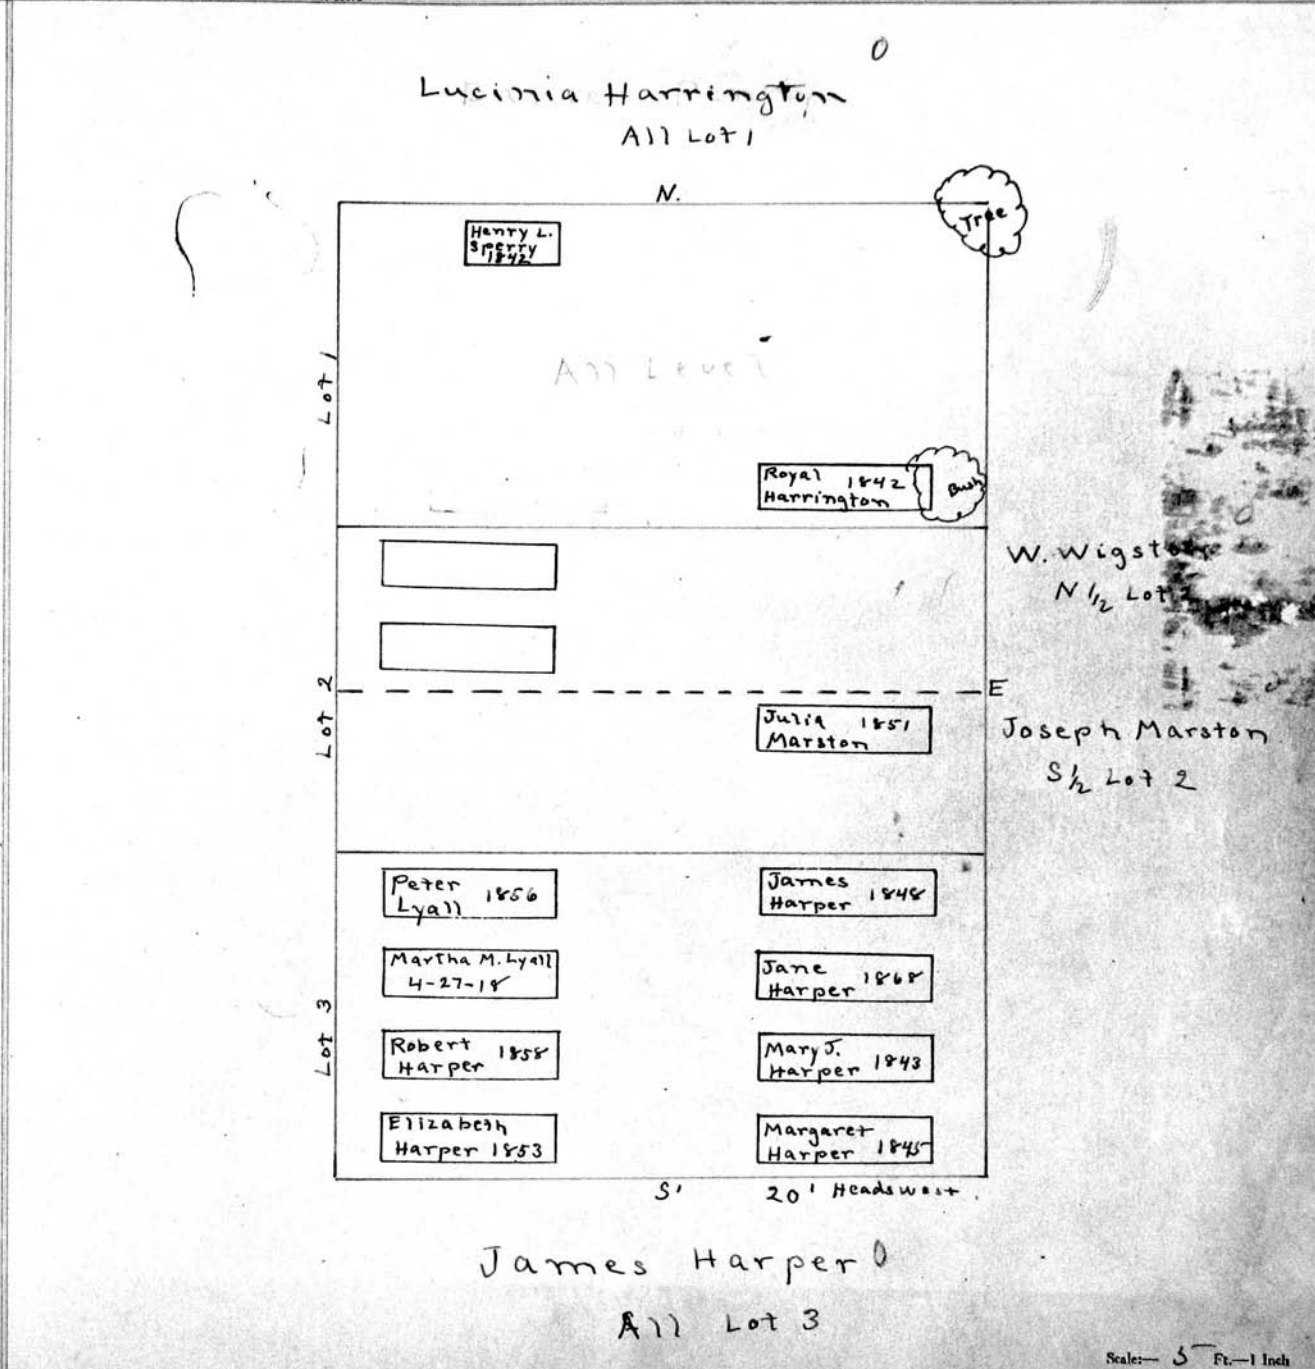 Lucinia Harrington
All Lot 1
N.
Tree
Henry L.
Sperry
1842
All Level
Lot 1
Royal 1842
Harrington
Bush
W. Wigston
N 1/2 Lot 2
Lot 2
E
Julia 1851
Marston
Joseph Marston
S 1/2 Lot 2
Peter
Lyall 1856
James
Harper 1848
Martha M. Lyall
4-27-18
Jane
Harper 1868
Lot 3
Robert 1858
Harper
Mary J.
Harper 1843
Elizabeth
Harper 1853
Margaret
Harper 1845
S' 20' Heads west.
James Harper
All Lot 3
Scale:— 5 Ft.—1 Inch